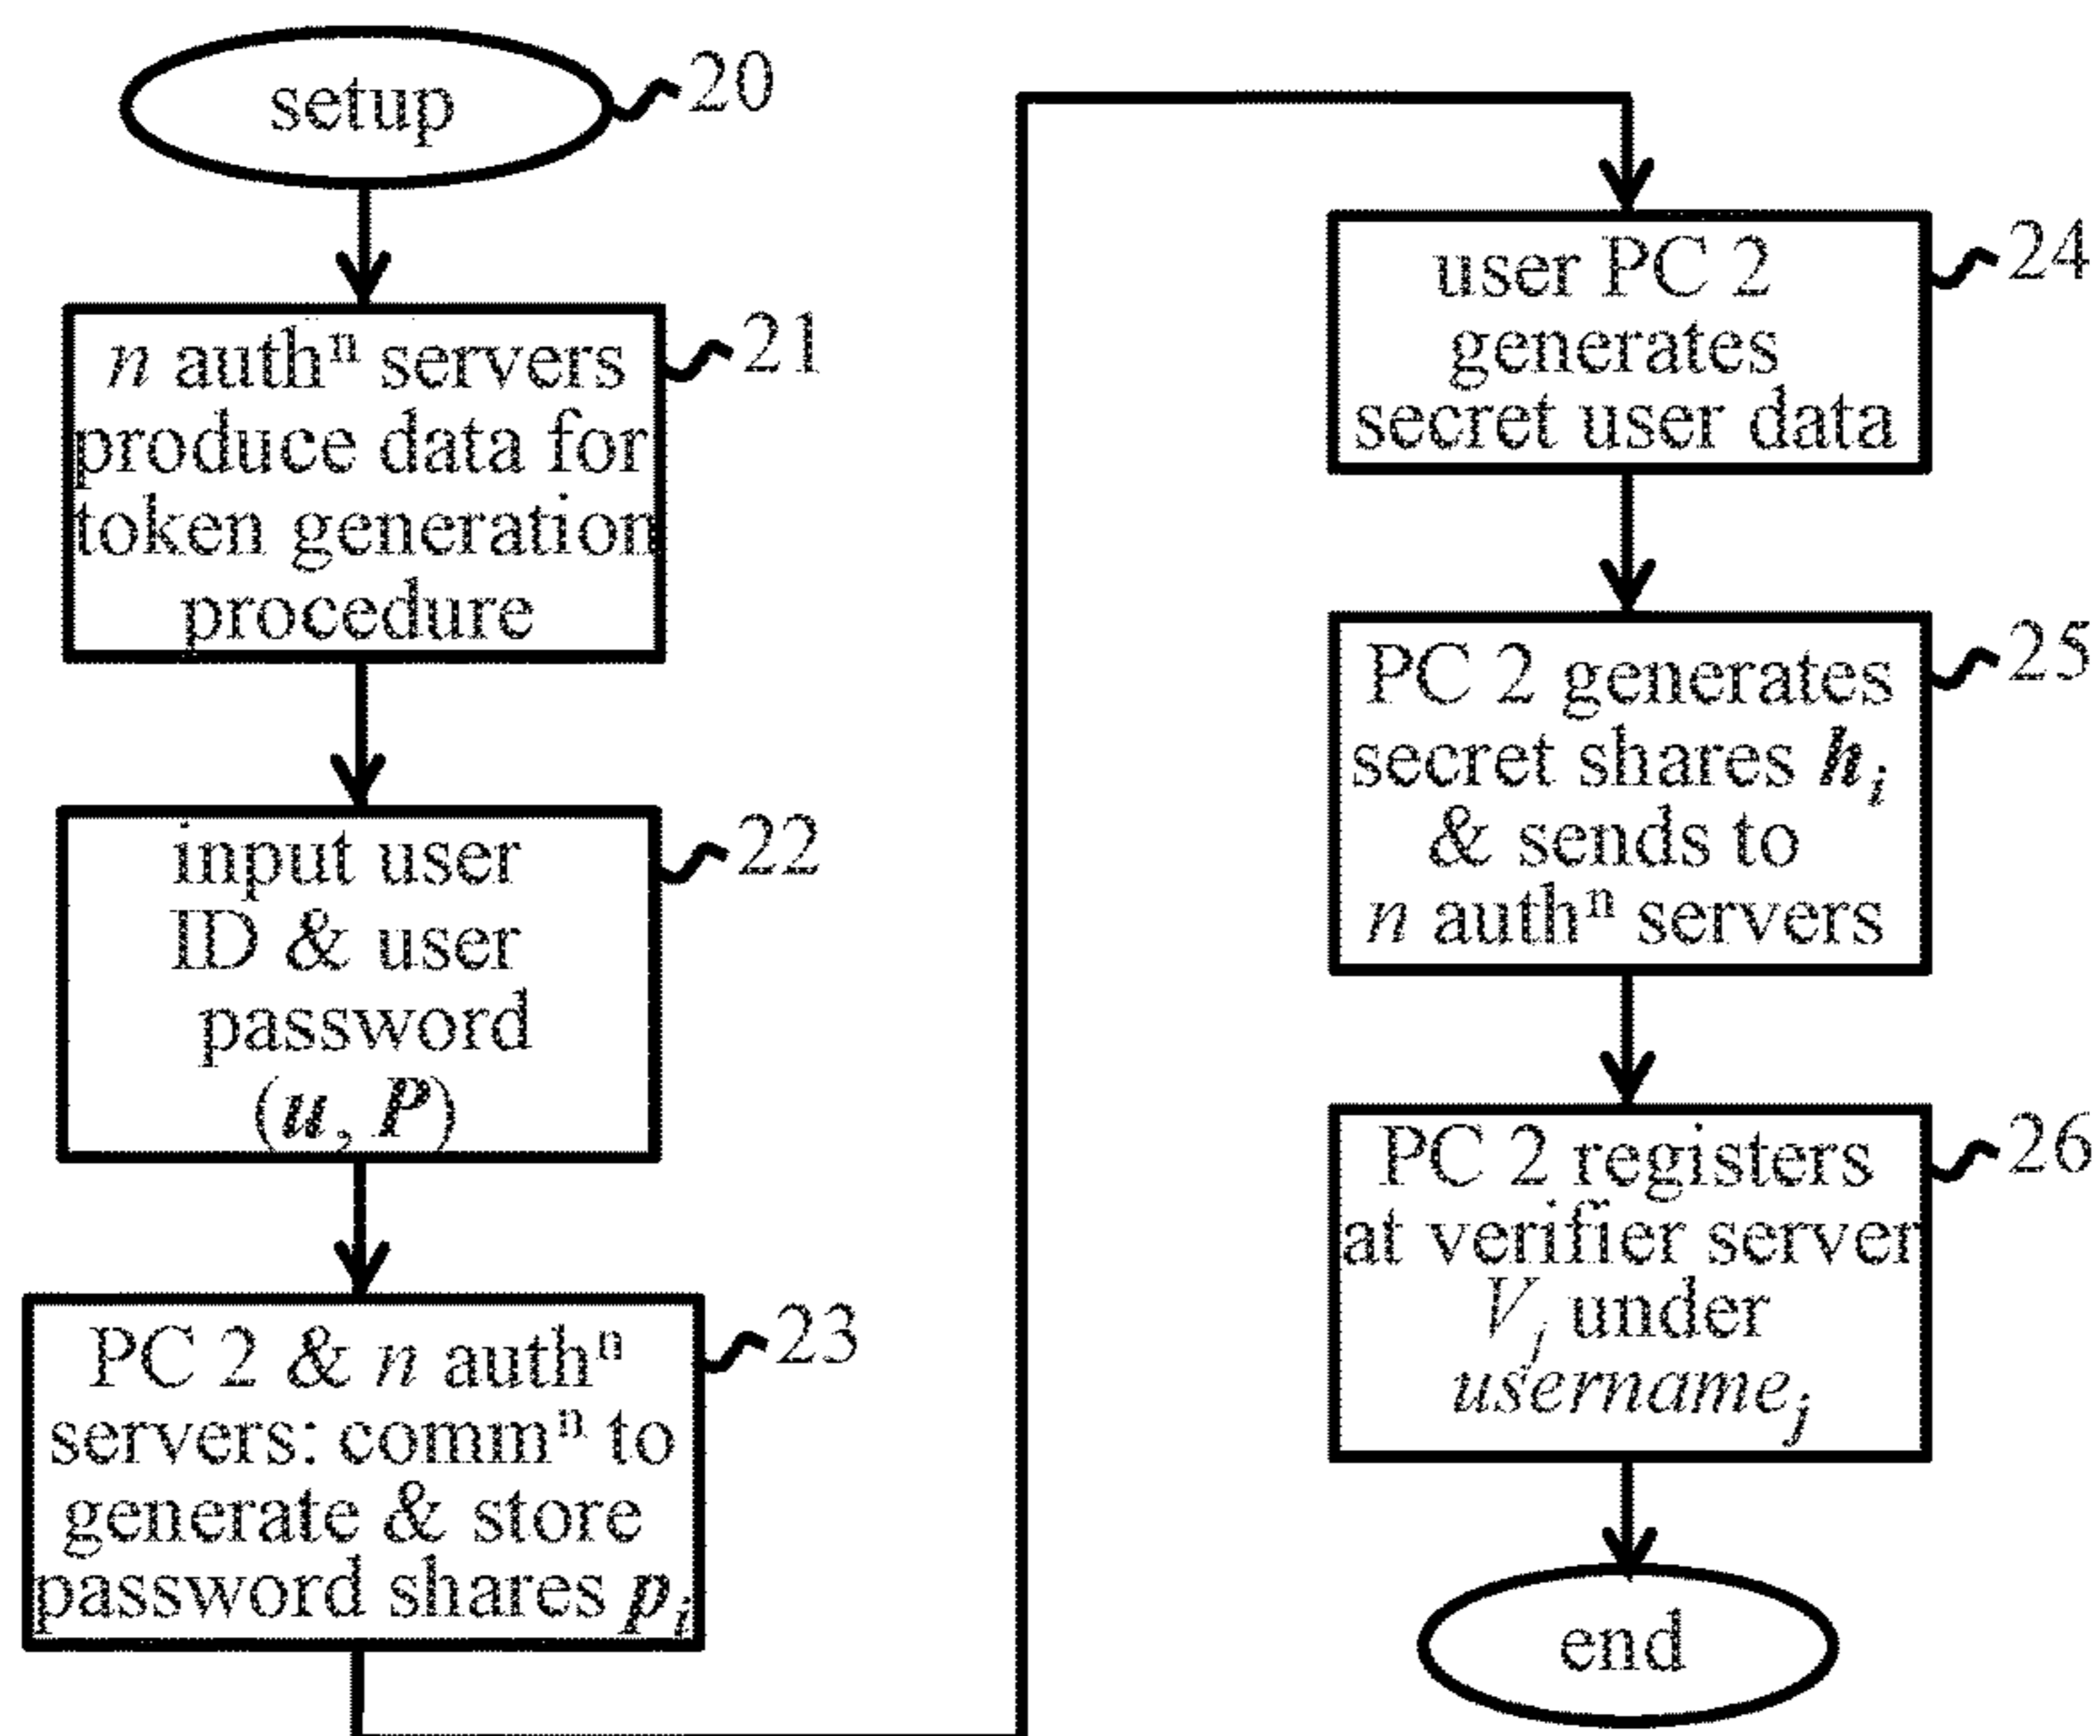 setup
20
n authⁿ servers
produce data for
token generation
procedure
21
input user
ID & user
password
(u, P)
22
PC 2 & n authⁿ
servers: commⁿ to
generate & store
password shares pᵢ
23
user PC 2
generates
secret user data
24
PC 2 generates
secret shares hᵢ
& sends to
n authⁿ servers
25
PC 2 registers
at verifier server
Vⱼ under
usernameⱼ
26
end